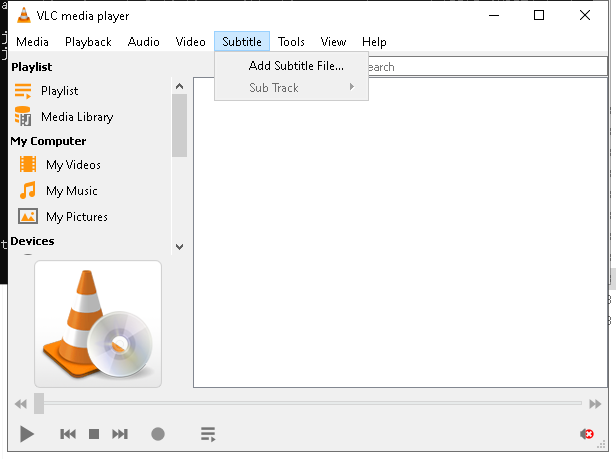 VLC media player
Media Playback Audio Video Subtitle Tools View Help
Playlist
Add Subtitle File...
Sub Track
Playlist
Media Library
My Computer
My Videos
My Music
My Pictures
Devices